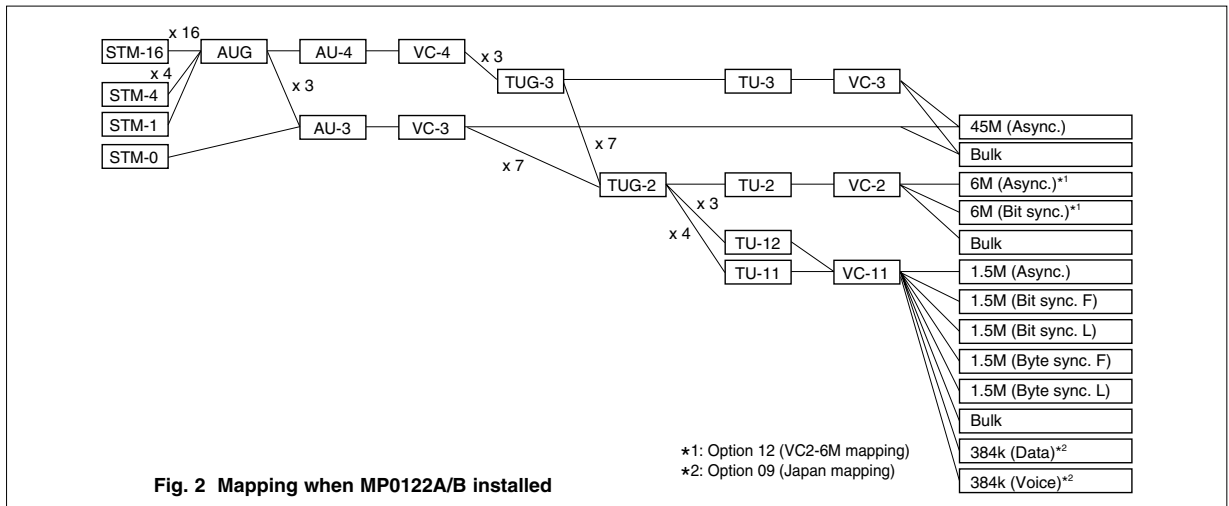 x 16
STM-16
AUG
AU-4
VC-4
x 3
x 4
TUG-3
TU-3
VC-3
STM-4
x 3
STM-1
AU-3
VC-3
45M (Async.)
STM-0
x 7
Bulk
x 7
TUG-2
TU-2
VC-2
6M (Async.)*1
x 3
6M (Bit sync.)*1
x 4
TU-12
Bulk
TU-11
VC-11
1.5M (Async.)
1.5M (Bit sync. F)
1.5M (Bit sync. L)
1.5M (Byte sync. F)
1.5M (Byte sync. L)
Bulk
*1: Option 12 (VC2-6M mapping)
384k (Data)*2
*2: Option 09 (Japan mapping)
384k (Voice)*2
Fig. 2 Mapping when MP0122A/B installed